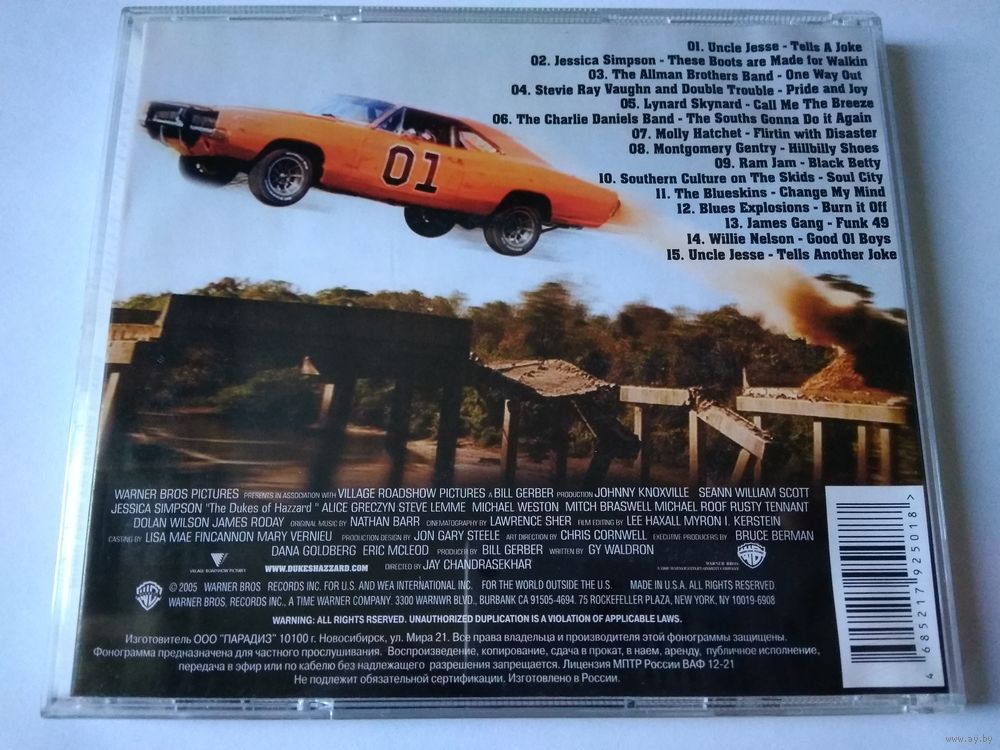 01. Uncle Jesse - Tells A Joke
02. Jessica Simpson - These Boots are Made for Walkin
03. The Allman Brothers Band - One Way Out
04. Stevie Ray Vaughn and Double Trouble - Pride and Joy
05. Lynard Skynard - Call Me The Breeze
06. The Charlie Daniels Band - The Souths Gonna Do it Again
07. Molly Hatchet - Flirtin with Disaster
08. Montgomery Gentry - Hillbilly Shoes
09. Ram Jam - Black Betty
10. Southern Culture on The Skids - Soul City
11. The Blueskins - Change My Mind
12. Blues Explosions - Burn it Off
13. James Gang - Funk 49
14. Willie Nelson - Good Ol Boys
15. Uncle Jesse - Tells Another Joke
01
WARNER BROS PICTURES PRESENTS IN ASSOCIATION WITH VILLAGE ROADSHOW PICTURES A BILL GERBER PRODUCTION JOHNNY KNOXVILLE SEANN WILLIAM SCOTT
JESSICA SIMPSON "The Dukes of Hazzard " ALICE GRECZYN STEVE LEMME MICHAEL WESTON MITCH BRASWELL MICHAEL ROOF RUSTY TENNANT
DOLAN WILSON JAMES RODAY ORIGINAL MUSIC BY NATHAN BARR CINEMATOGRAPHY BY LAWRENCE SHER FILM EDITING BY LEE HAXALL MYRON I. KERSTEIN
CASTING BY LISA MAE FINCANNON MARY VERNIEU PRODUCTION DESIGN BY JON GARY STEELE ART DIRECTION BY CHRIS CORNWELL EXECUTIVE PRODUCERS BY BRUCE BERMAN
DANA GOLDBERG ERIC MCLEOD PRODUCER BY BILL GERBER WRITTEN BY GY WALDRON
VILLAGE ROADSHOW PICTURES WWW.DUKESHAZZARD.COM DIRECTED BY JAY CHANDRASEKHAR WARNER BROS
© 2005 WARNER BROS RECORDS INC. FOR U.S. AND WEA INTERNATIONAL INC. FOR THE WORLD OUTSIDE THE U.S. MADE IN U.S.A. ALL RIGHTS RESERVED
WARNER BROS, RECORDS INC., A TIME WARNER COMPANY. 3300 WARNWR BLVD., BURBANK CA 91505-4694. 75 ROCKEFELLER PLAZA, NEW YORK, NY 10019-6908
WARNING: ALL RIGHTS RSERVED. UNAUTHORIZED DUPLICATION IS A VIOLATION OF APPLICABLE LAWS.
Изготовитель ООО "ПАРАДИЗ" 10100 г. Новосибирск, ул. Мира 21. Все права владельца и производителя этой фонограммы защищены.
Фонограмма предназначена для частного прослушивания. Воспроизведение, копирование, сдача в прокат, в наем, аренду, публичное исполнение,
передача в эфир или по кабелю без надлежащего разрешения запрещается. Лицензия МПТР России ВАФ 12-21
Не подлежит обязательной сертификации. Изготовлено в России.
4 685217 925018 >
www.ay.by